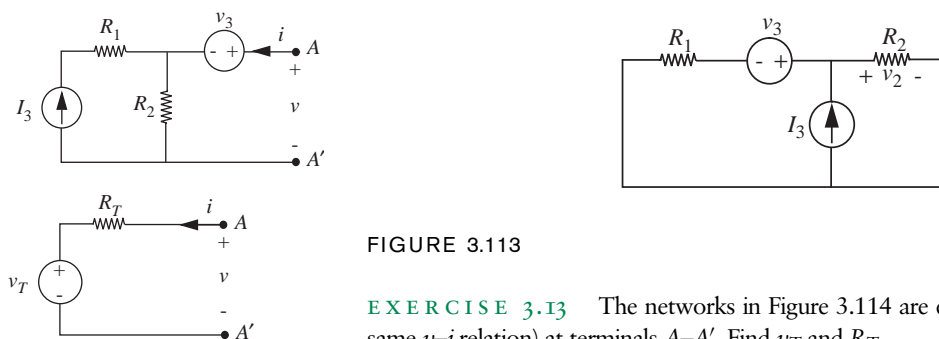 R1
v3
i
A
+
- +
I3
R2
v
-
A′
RT
i
A
+
vT
+
-
v
-
A′
R1
v3
- +
R2
+ v2 -
I3
FIGURE 3.113
EXERCISE 3.13 The networks in Figure 3.114 are
same v–i relation) at terminals A–A′. Find vT and RT